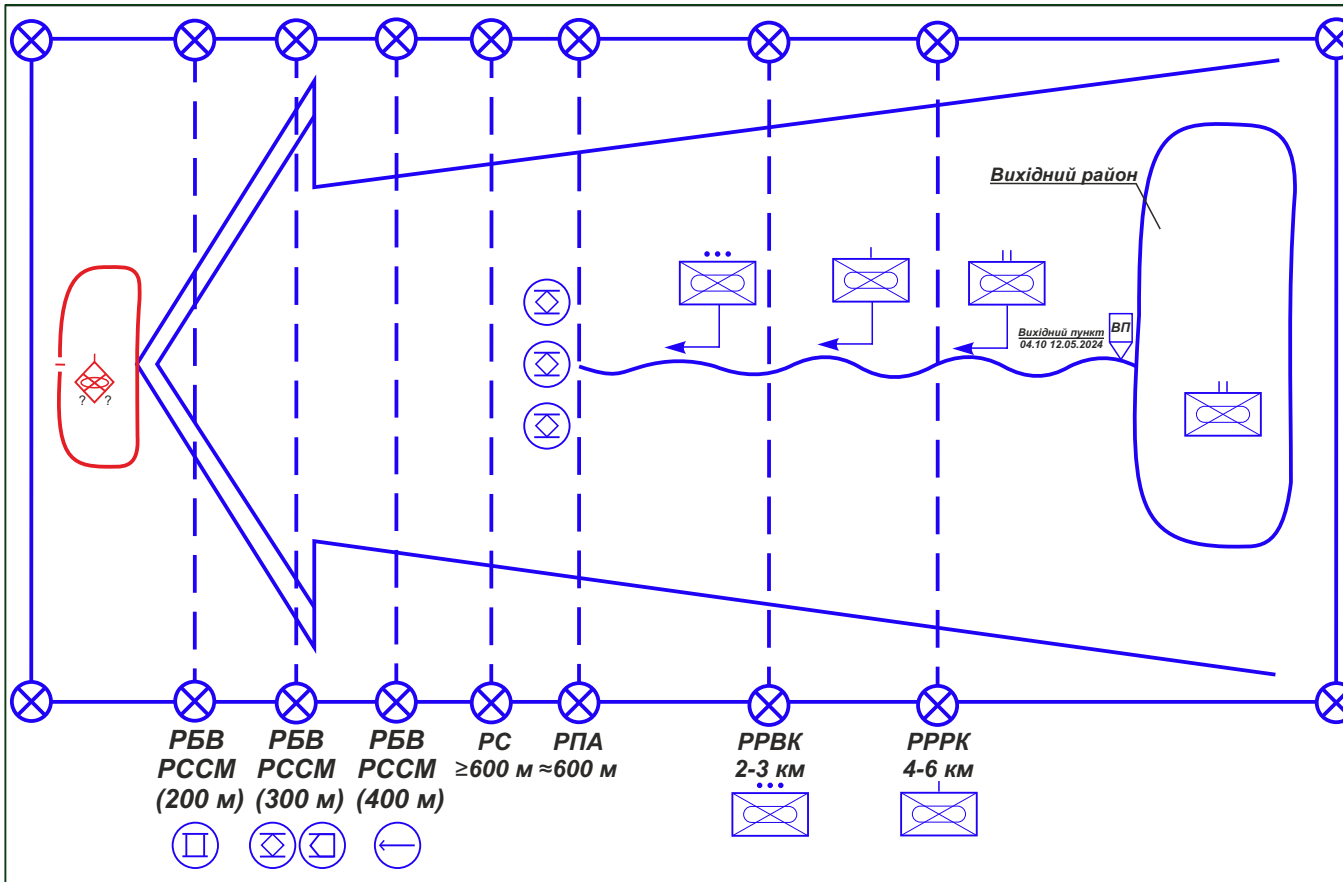 Вихідний район
Вихідний пункт
04.10 12.05.2024
ВП
? ?
РБВ
РССМ
(200 м)
РБВ
РССМ
(300 м)
РБВ
РССМ
(400 м)
РС
≥600 м
РПА
≈600 м
РРВК
2-3 км
РРРК
4-6 км